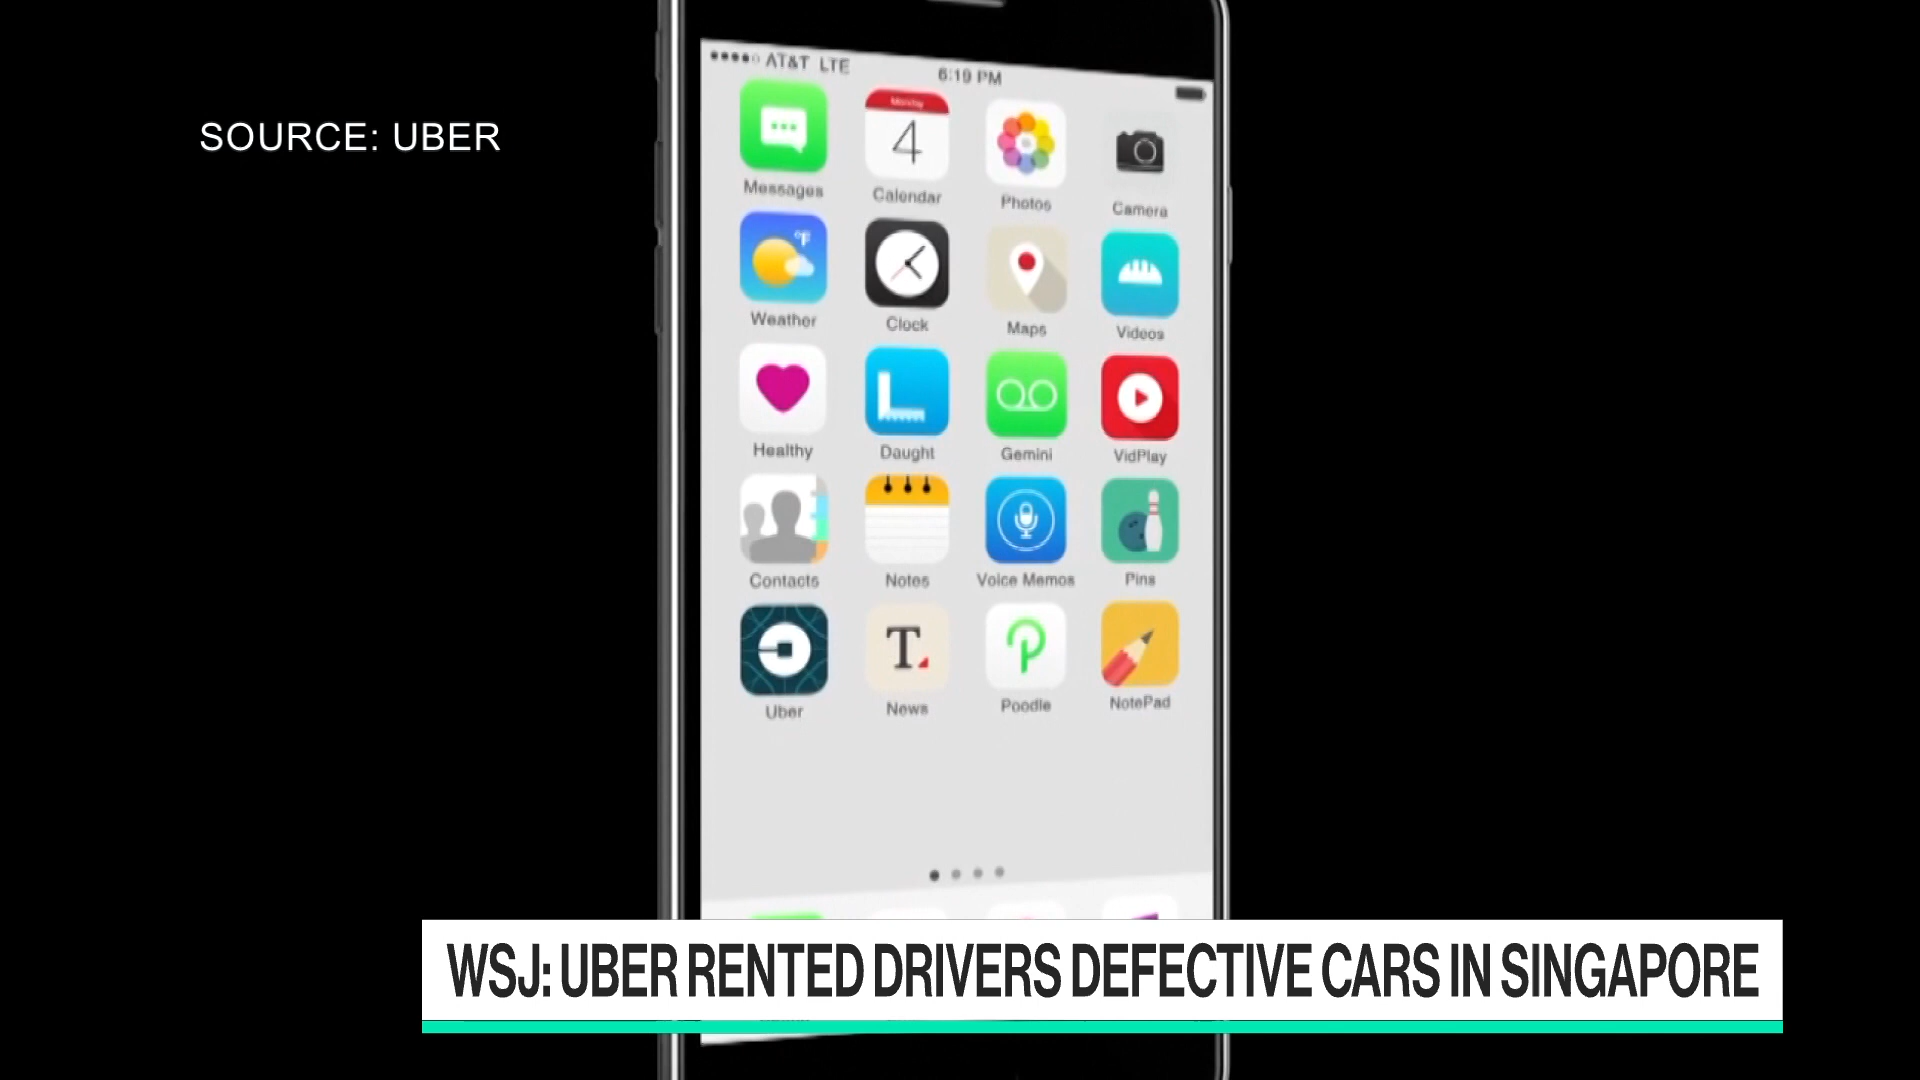 SOURCE: UBER
AT&T LTE
6:19 PM
Monday
4
Messages
Calendar
Photos
Camera
°F
Weather
Clock
Maps
Videos
Healthy
Daught
Gemini
VidPlay
Contacts
Notes
Voice Memos
Pins
T.
Uber
News
Poodle
NotePad
WSJ: UBER RENTED DRIVERS DEFECTIVE CARS IN SINGAPORE